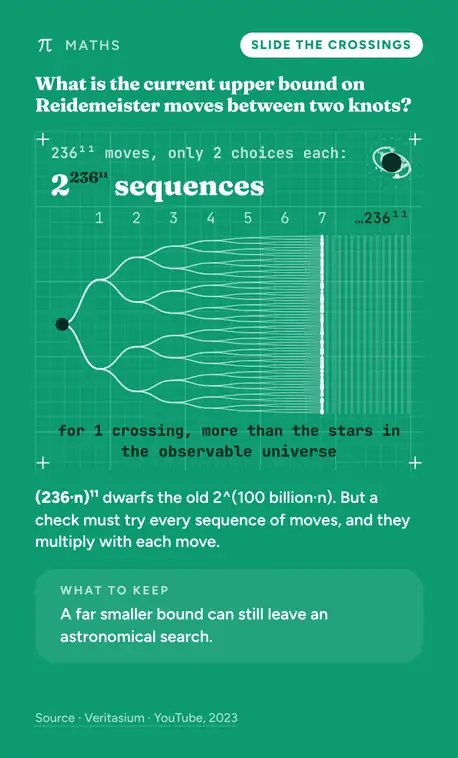 π MATHS
SLIDE THE CROSSINGS
What is the current upper bound on
Reidemeister moves between two knots?
236¹¹ moves, only 2 choices each:
2^236¹¹ sequences
1 2 3 4 5 6 7 …236¹¹
for 1 crossing, more than the stars in
the observable universe
(236·n)¹¹ dwarfs the old 2^(100 billion·n). But a
check must try every sequence of moves, and they
multiply with each move.
WHAT TO KEEP
A far smaller bound can still leave an
astronomical search.
Source · Veritasium · YouTube, 2023